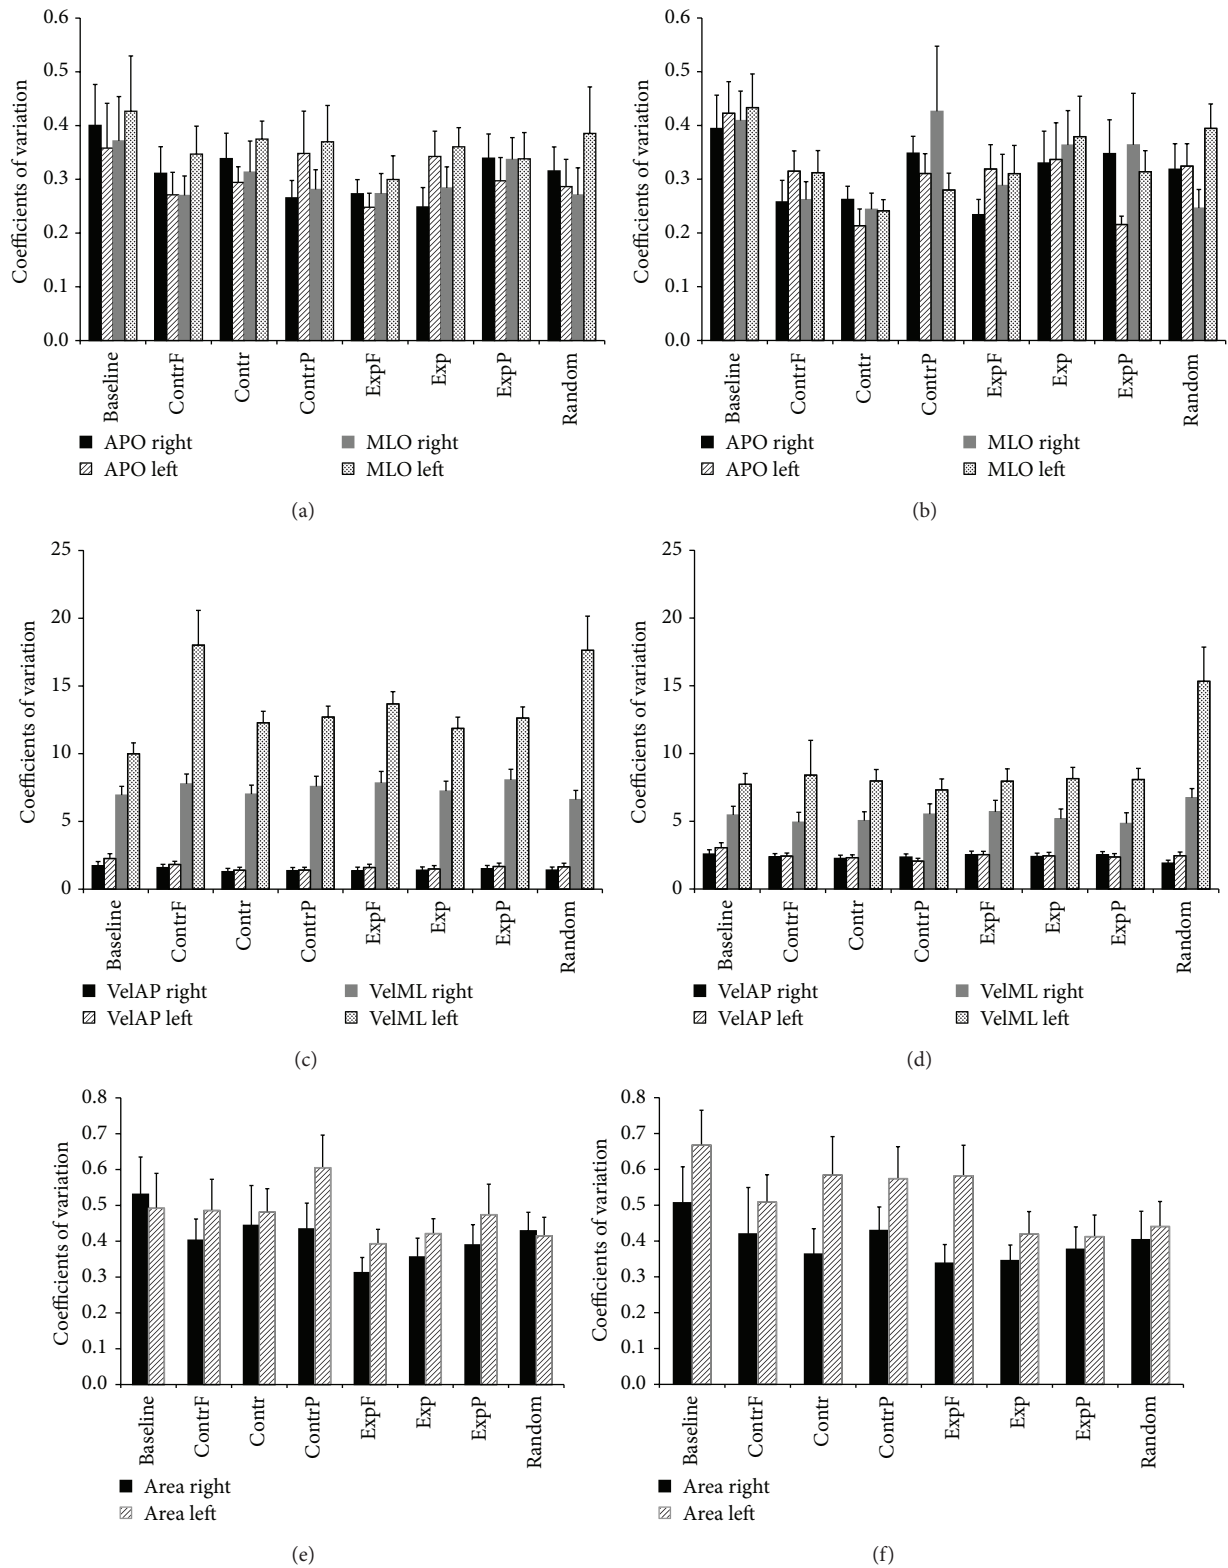 0.6
0.5
0.4
0.3
0.2
0.1
0.0
Coefficients of variation
Baseline
ContrF
Contr
ContrP
ExpF
Exp
ExpP
Random
APO right
MLO right
APO left
MLO left
(a)
0.6
0.5
0.4
0.3
0.2
0.1
0.0
Coefficients of variation
Baseline
ContrF
Contr
ContrP
ExpF
Exp
ExpP
Random
APO right
MLO right
APO left
MLO left
(b)
25
20
15
10
5
0
Coefficients of variation
Baseline
ContrF
Contr
ContrP
ExpF
Exp
ExpP
Random
VelAP right
VelML right
VelAP left
VelML left
(c)
25
20
15
10
5
0
Coefficients of variation
Baseline
ContrF
Contr
ContrP
ExpF
Exp
ExpP
Random
VelAP right
VelML right
VelAP left
VelML left
(d)
0.8
0.7
0.6
0.5
0.4
0.3
0.2
0.1
0.0
Coefficients of variation
Baseline
ContrF
Contr
ContrP
ExpF
Exp
ExpP
Random
Area right
Area left
(e)
0.8
0.7
0.6
0.5
0.4
0.3
0.2
0.1
0.0
Coefficients of variation
Baseline
ContrF
Contr
ContrP
ExpF
Exp
ExpP
Random
Area right
Area left
(f)